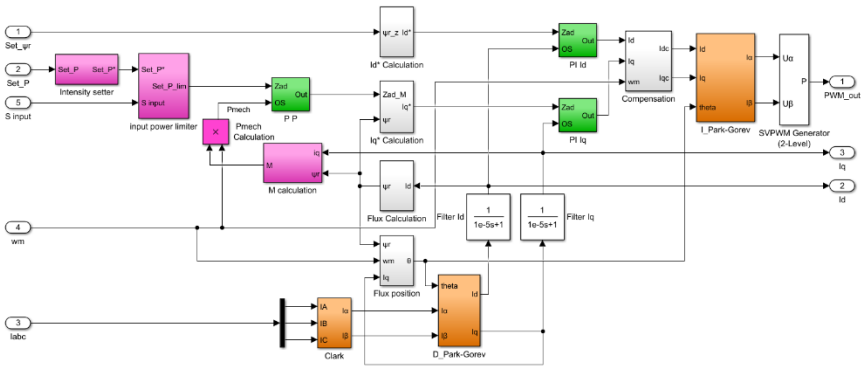 1
Set_ψr
2
Set_P
5
S input
Set_P Set_P*
Intensity setter
Set_P*
Set_P_lim
S input
input power limiter
Pmech
×
Pmech
Calculation
Zad
Out
OS
P P
ψr_z Id*
Id* Calculation
Zad_M
Iq*
ψr
Iq* Calculation
Zad
Out
OS
PI Id
Zad
Out
OS
PI Iq
Id
Idc
Iq
Iqc
wm
Compensation
Id
Iα
Iq
theta
Iβ
I_Park-Gorev
Uα
P
Uβ
SVPWM Generator
(2-Level)
1
PWM_out
iq
M
ψr
M calculation
ψr Id
Flux Calculation
Filter Id
1
1e-5s+1
1
1e-5s+1
Filter Iq
3
Iq
2
Id
4
wm
ψr
wm θ
Iq
Flux position
theta
Id
Iα
Iq
Iβ
D_Park-Gorev
3
Iabc
IA
Iα
IB
IC
Iβ
Clark